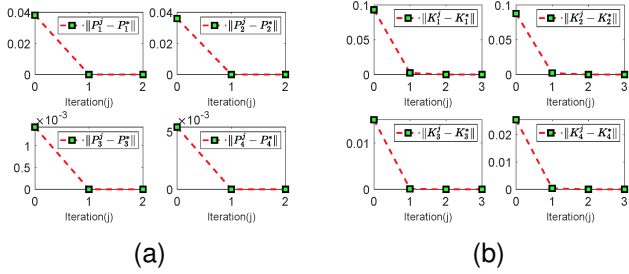 0.04
0.02
0
‖P₁ʲ − P₁*‖
0 1 2
Iteration(j)
0.04
0.02
0
‖P₂ʲ − P₂*‖
0 1 2
Iteration(j)
×10⁻³
1
0
‖P₃ʲ − P₃*‖
0 1 2
Iteration(j)
×10⁻³
5
0
‖P₄ʲ − P₄*‖
0 1 2
Iteration(j)
(a)
0.1
0.05
0
‖K₁ʲ − K₁*‖
0 1 2 3
Iteration(j)
0.1
0.05
0
‖K₂ʲ − K₂*‖
0 1 2 3
Iteration(j)
0.01
0
‖K₃ʲ − K₃*‖
0 1 2 3
Iteration(j)
0.02
0.01
0
‖K₄ʲ − K₄*‖
0 1 2 3
Iteration(j)
(b)